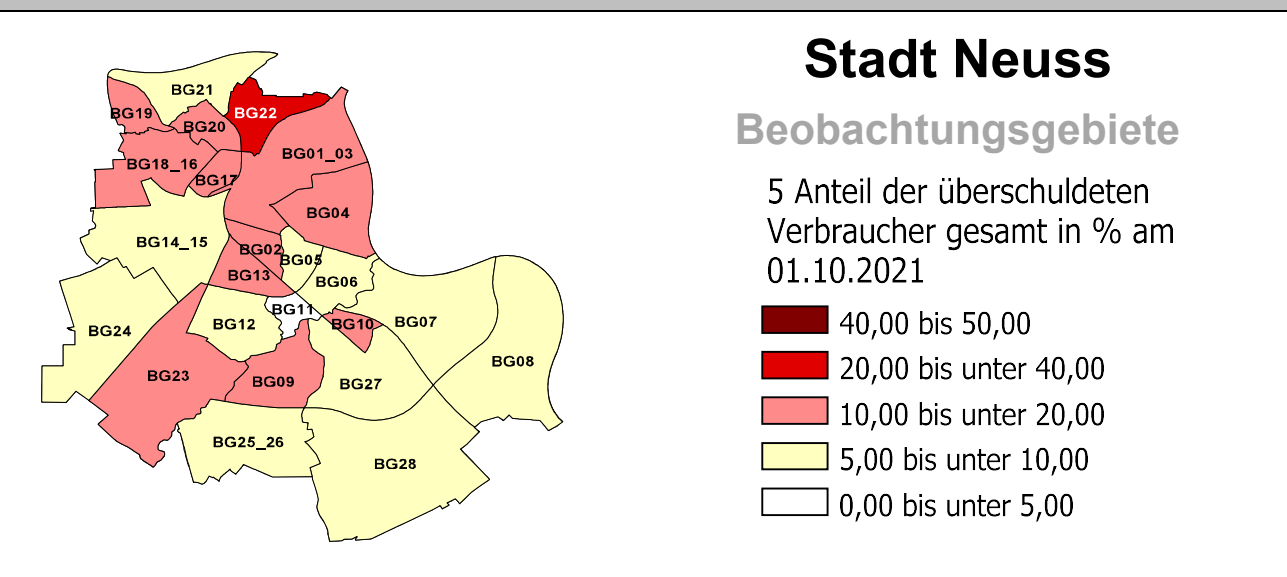 Stadt Neuss
Beobachtungsgebiete
5 Anteil der überschuldeten
Verbraucher gesamt in % am
01.10.2021
40,00 bis 50,00
20,00 bis unter 40,00
10,00 bis unter 20,00
5,00 bis unter 10,00
0,00 bis unter 5,00
BG21
BG19
BG22
BG20
BG01_03
BG18_16
BG17
BG04
BG14_15
BG02
BG05
BG13
BG06
BG11
BG24
BG12
BG10
BG07
BG08
BG23
BG09
BG27
BG25_26
BG28